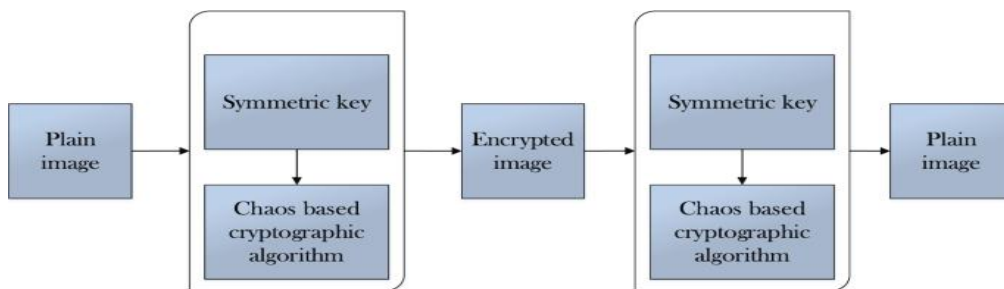 Plain
image
Symmetric key
Chaos based
cryptographic
algorithm
Encrypted
image
Symmetric key
Chaos based
cryptographic
algorithm
Plain
image